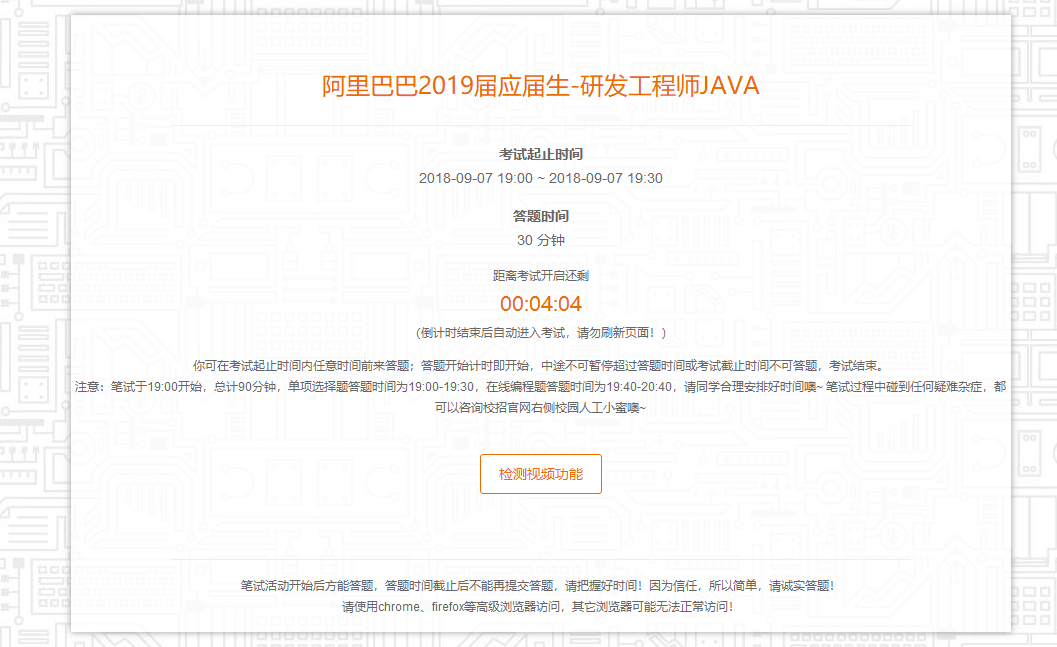 阿里巴巴2019届应届生-研发工程师JAVA
考试起止时间
2018-09-07 19:00 ~ 2018-09-07 19:30
答题时间
30 分钟
距离考试开启还剩
00:04:04
(倒计时结束后自动进入考试，请勿刷新页面！)
你可在考试起止时间内任意时间前来答题；答题开始计时即开始，中途不可暂停超过答题时间或考试截止时间不可答题，考试结束。
注意：笔试于19:00开始，总计90分钟，单项选择题答题时间为19:00-19:30，在线编程题答题时间为19:40-20:40，请同学合理安排好时间噢~ 笔试过程中碰到任何疑难杂症，都
可以咨询校招官网右侧校园人工小蜜噢~
检测视频功能
笔试活动开始后方能答题，答题时间截止后不能再提交答题，请把握好时间！因为信任，所以简单，请诚实答题！
请使用chrome、firefox等高级浏览器访问，其它浏览器可能无法正常访问！